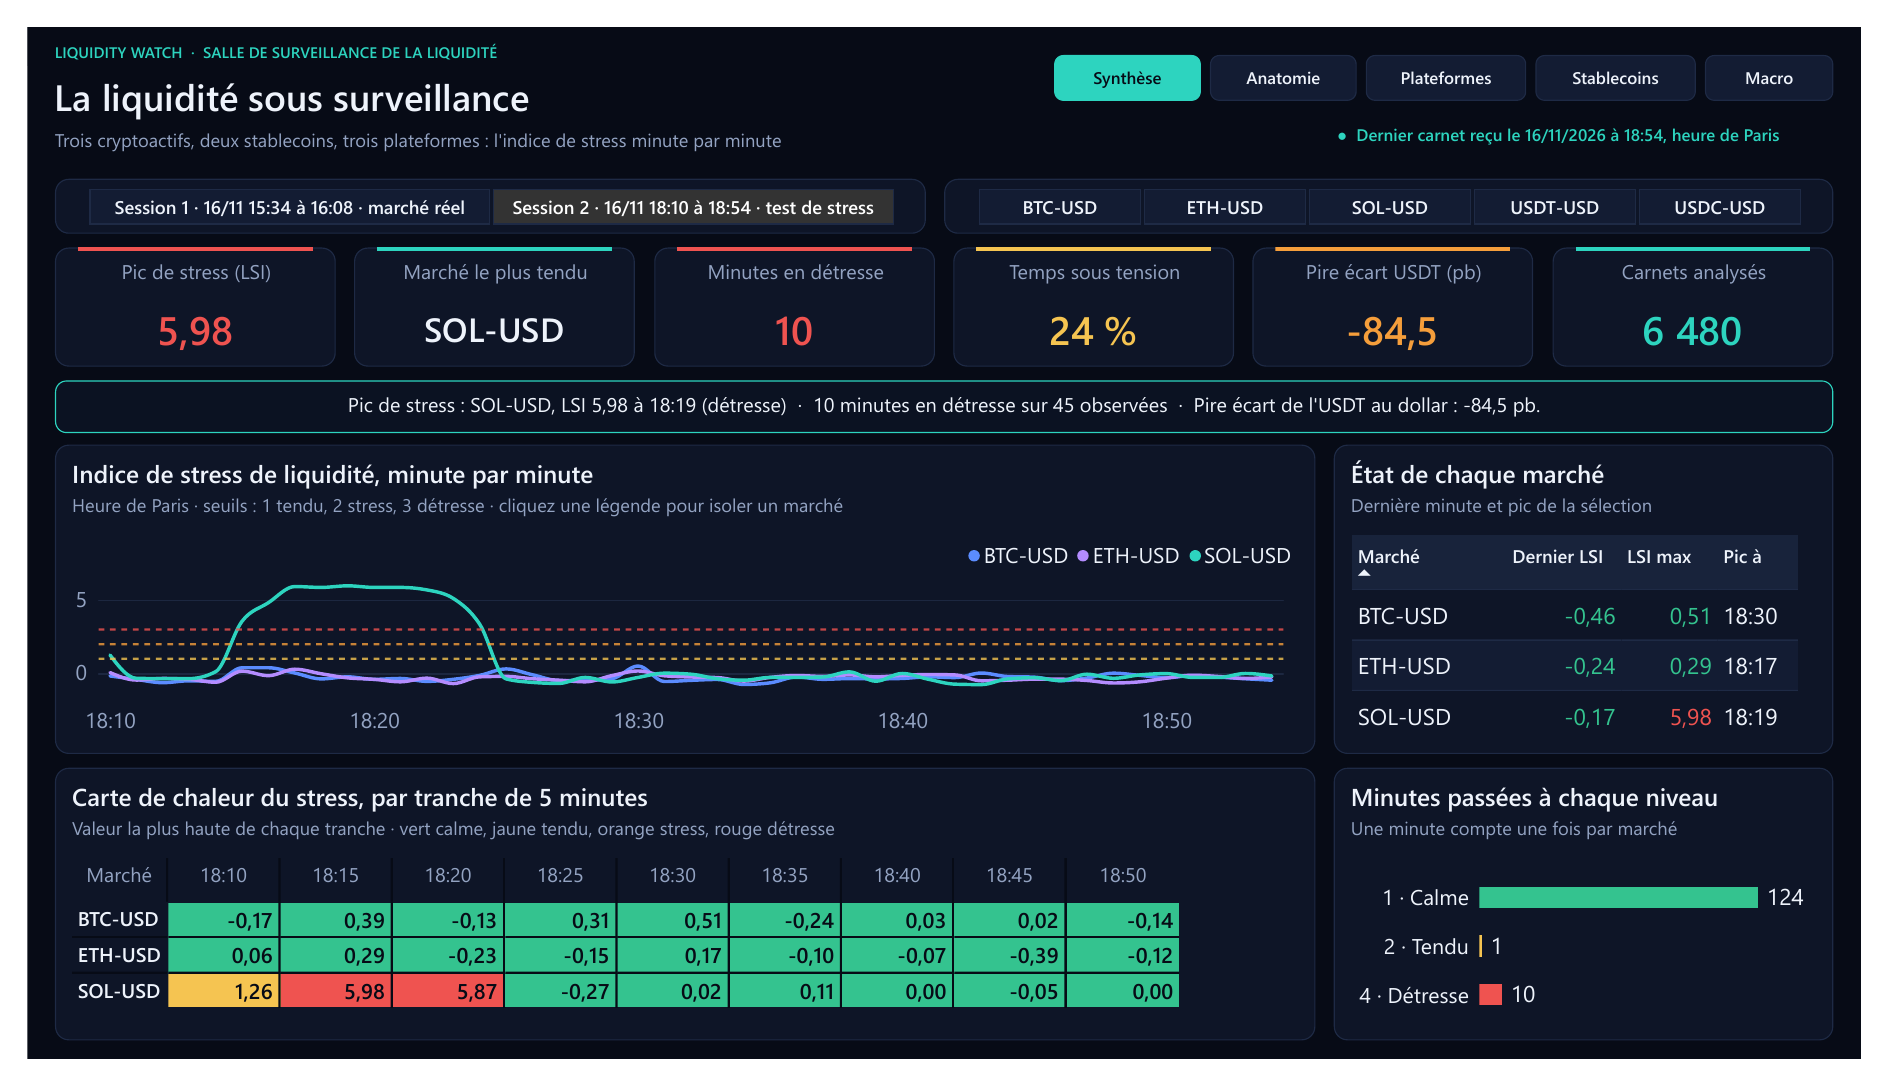 LIQUIDITY WATCH · SALLE DE SURVEILLANCE DE LA LIQUIDITÉ
La liquidité sous surveillance
Trois cryptoactifs, deux stablecoins, trois plateformes : l'indice de stress minute par minute
Synthèse Anatomie Plateformes Stablecoins Macro
● Dernier carnet reçu le 16/11/2026 à 18:54, heure de Paris
Session 1 · 16/11 15:34 à 16:08 · marché réel Session 2 · 16/11 18:10 à 18:54 · test de stress
BTC-USD ETH-USD SOL-USD USDT-USD USDC-USD
Pic de stress (LSI)
5,98
Marché le plus tendu
SOL-USD
Minutes en détresse
10
Temps sous tension
24 %
Pire écart USDT (pb)
-84,5
Carnets analysés
6 480
Pic de stress : SOL-USD, LSI 5,98 à 18:19 (détresse) · 10 minutes en détresse sur 45 observées · Pire écart de l'USDT au dollar : -84,5 pb.
Indice de stress de liquidité, minute par minute
Heure de Paris · seuils : 1 tendu, 2 stress, 3 détresse · cliquez une légende pour isoler un marché
BTC-USD ETH-USD SOL-USD
5
0
18:10 18:20 18:30 18:40 18:50
État de chaque marché
Dernière minute et pic de la sélection
Marché Dernier LSI LSI max Pic à
BTC-USD -0,46 0,51 18:30
ETH-USD -0,24 0,29 18:17
SOL-USD -0,17 5,98 18:19
Carte de chaleur du stress, par tranche de 5 minutes
Valeur la plus haute de chaque tranche · vert calme, jaune tendu, orange stress, rouge détresse
Marché 18:10 18:15 18:20 18:25 18:30 18:35 18:40 18:45 18:50
BTC-USD -0,17 0,39 -0,13 0,31 0,51 -0,24 0,03 0,02 -0,14
ETH-USD 0,06 0,29 -0,23 -0,15 0,17 -0,10 -0,07 -0,39 -0,12
SOL-USD 1,26 5,98 5,87 -0,27 0,02 0,11 0,00 -0,05 0,00
Minutes passées à chaque niveau
Une minute compte une fois par marché
1 · Calme 124
2 · Tendu 1
4 · Détresse 10